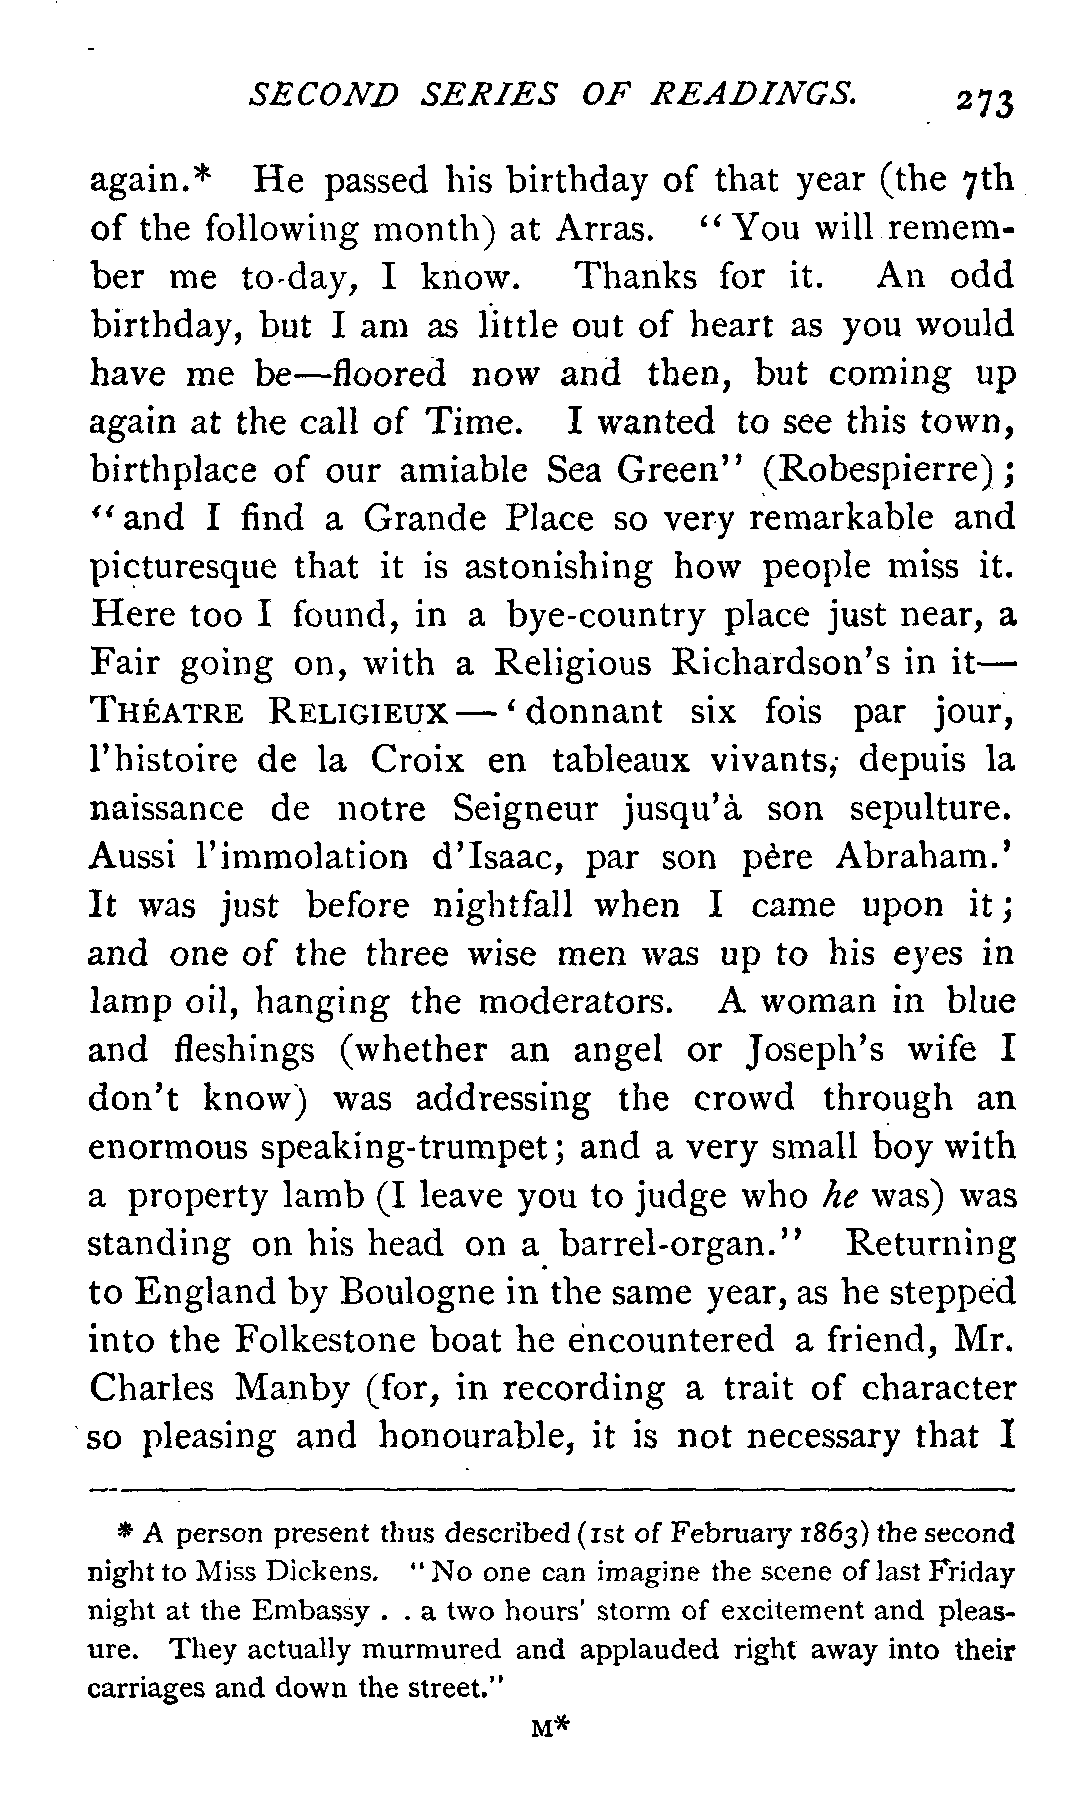 SECOND SERIES OF READINGS. 273
again.* He passed his birthday of that year (the 7th
of the following month) at Arras. "You will remem-
ber me to-day, I know. Thanks for it. An odd
birthday, but I am as little out of heart as you would
have me be—floored now and then, but coming up
again at the call of Time. I wanted to see this town,
birthplace of our amiable Sea Green" (Robespierre);
"and I find a Grande Place so very remarkable and
picturesque that it is astonishing how people miss it.
Here too I found, in a bye-country place just near, a
Fair going on, with a Religious Richardson's in it—
THÉATRE RELIGIEUX—'donnant six fois par jour,
l'histoire de la Croix en tableaux vivants, depuis la
naissance de notre Seigneur jusqu'à son sepulture.
Aussi l'immolation d'Isaac, par son père Abraham.'
It was just before nightfall when I came upon it;
and one of the three wise men was up to his eyes in
lamp oil, hanging the moderators. A woman in blue
and fleshings (whether an angel or Joseph's wife I
don't know) was addressing the crowd through an
enormous speaking-trumpet; and a very small boy with
a property lamb (I leave you to judge who he was) was
standing on his head on a barrel-organ." Returning
to England by Boulogne in the same year, as he stepped
into the Folkestone boat he encountered a friend, Mr.
Charles Manby (for, in recording a trait of character
so pleasing and honourable, it is not necessary that I
* A person present thus described (1st of February 1863) the second
night to Miss Dickens. "No one can imagine the scene of last Friday
night at the Embassy . . a two hours' storm of excitement and pleas-
ure. They actually murmured and applauded right away into their
carriages and down the street."
M*